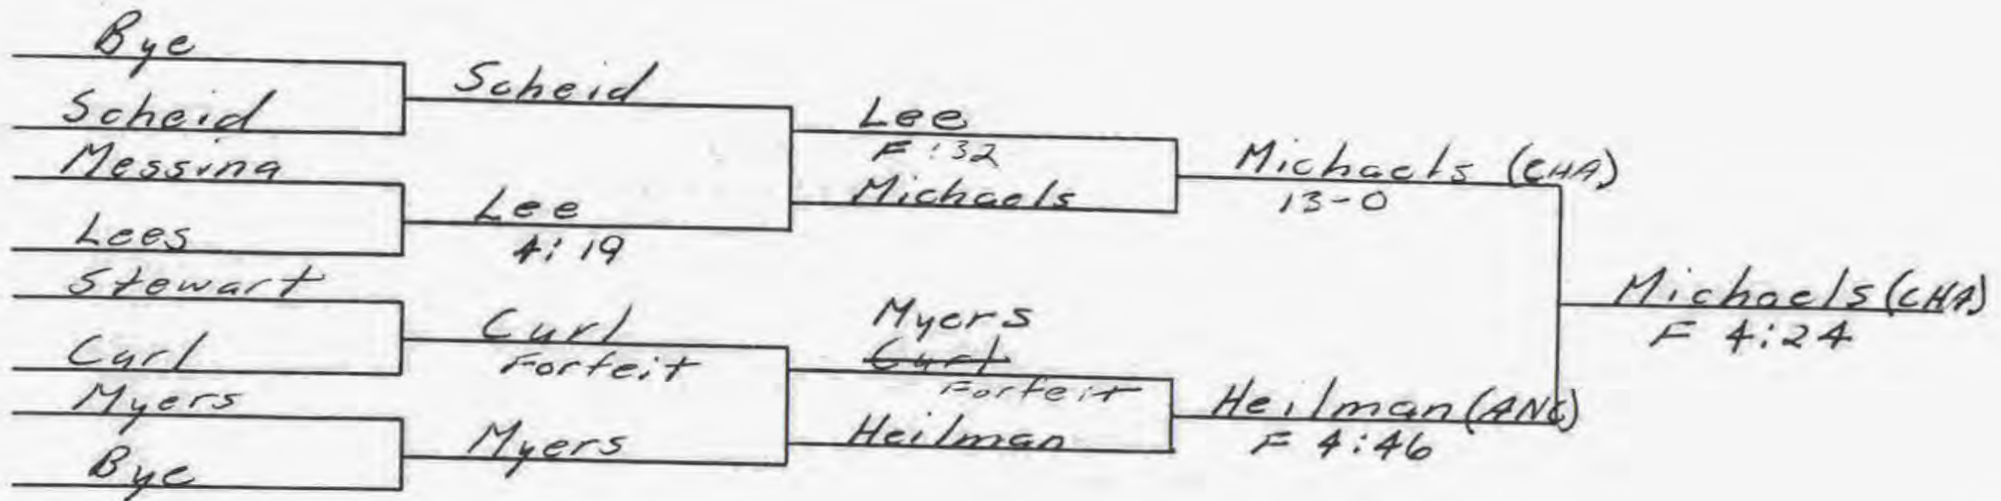 Bye
Scheid
Messina
Lees
Stewart
Curl
Myers
Bye
Scheid
Lee
4:19
Curl
Forfeit
Myers
Lee
F :32
Michaels
Myers
Curl
Forfeit
Heilman
Michaels (CHA)
13-0
Heilman (ANC)
F 4:46
Michaels (CHA)
F 4:24